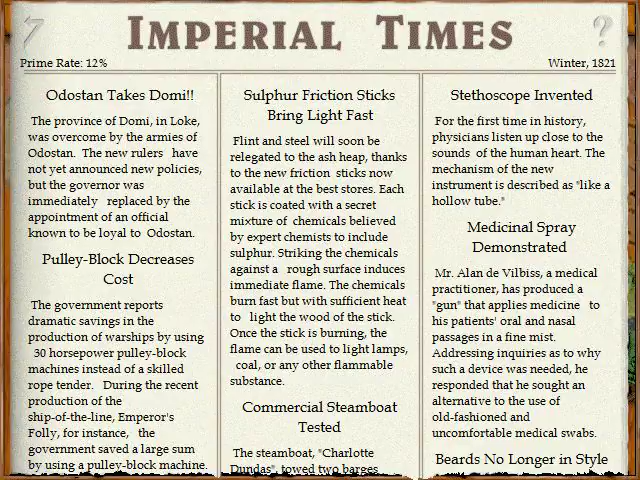 Imperial Times
Prime Rate: 12%
Winter, 1821
Odostan Takes Domi!!
The province of Domi, in Loke,
was overcome by the armies of
Odostan. The new rulers have
not yet announced new policies,
but the governor was
immediately replaced by the
appointment of an official
known to be loyal to Odostan.
Pulley-Block Decreases
Cost
The government reports
dramatic savings in the
production of warships by using
30 horsepower pulley-block
machines instead of a skilled
rope tender. During the recent
production of the
ship-of-the-line, Emperor's
Folly, for instance, the
government saved a large sum
by using a pulley-block machine.
Sulphur Friction Sticks
Bring Light Fast
Flint and steel will soon be
relegated to the ash heap, thanks
to the new friction sticks now
available at the best stores. Each
stick is coated with a secret
mixture of chemicals believed
by expert chemists to include
sulphur. Striking the chemicals
against a rough surface induces
immediate flame. The chemicals
burn fast but with sufficient heat
to light the wood of the stick.
Once the stick is burning, the
flame can be used to light lamps,
coal, or any other flammable
substance.
Commercial Steamboat
Tested
The steamboat, "Charlotte
Dundas", towed two barges
Stethoscope Invented
For the first time in history,
physicians listen up close to the
sounds of the human heart. The
mechanism of the new
instrument is described as "like a
hollow tube."
Medicinal Spray
Demonstrated
Mr. Alan de Vilbiss, a medical
practitioner, has produced a
"gun" that applies medicine to
his patients' oral and nasal
passages in a fine mist.
Addressing inquiries as to why
such a device was needed, he
responded that he sought an
alternative to the use of
old-fashioned and
uncomfortable medical swabs.
Beards No Longer in Style